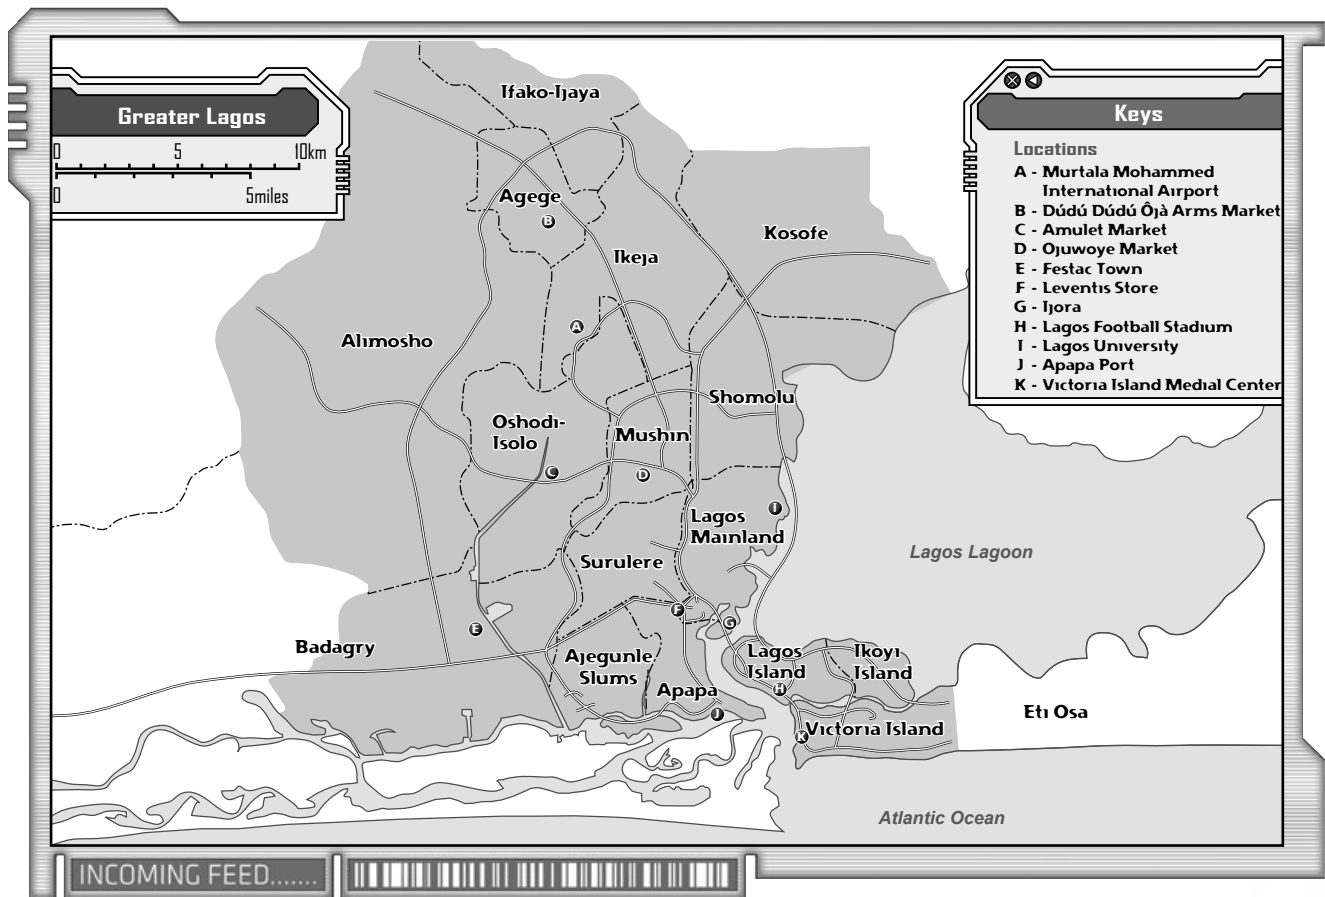 Greater Lagos
0 5 10km
0 5miles
Keys
Locations
A - Murtala Mohammed
International Airport
B - Dúdú Dúdú Ôjà Arms Market
C - Amulet Market
D - Ojuwoye Market
E - Festac Town
F - Leventis Store
G - Ijora
H - Lagos Football Stadium
I - Lagos University
J - Apapa Port
K - Victoria Island Medial Center
Ifako-Ijaya
Agege
B
Kosofe
Ikeja
A
Alimosho
Shomolu
Oshodi-
Isolo
Mushin
C
D
I
Lagos
Mainland
Lagos Lagoon
Surulere
F
G
E
Badagry
Ajegunle
Slums
Lagos
Island
Ikoyi
Island
H
Apapa
J
Eti Osa
K
Victoria Island
Atlantic Ocean
INCOMING FEED.......